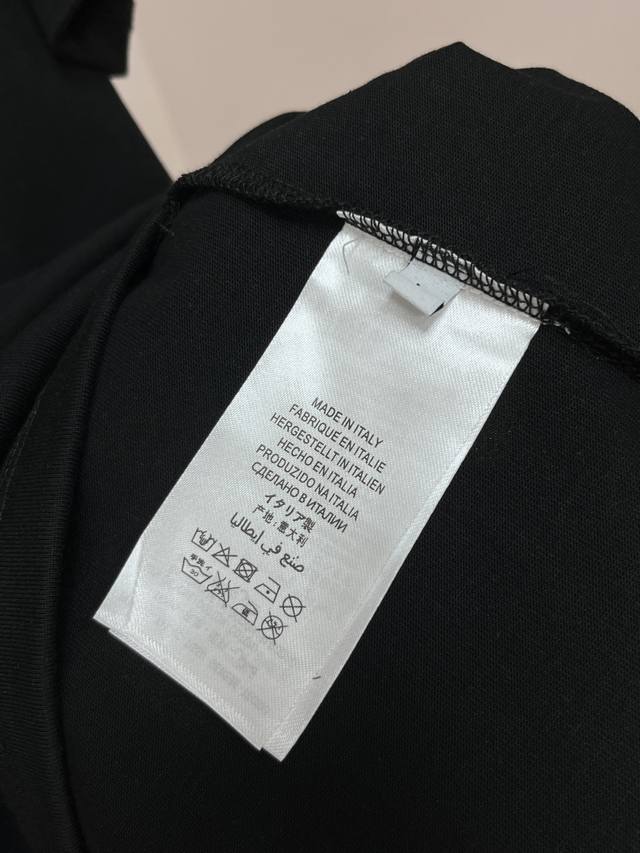 MADE IN ITALY
FABRIQUE EN ITALIE
HERGESTELLT IN ITALIEN
HECHO EN ITALIA
PRODUZIDO NA ITALIA
СДЕЛАНО В ИТАЛИИ
イタリア製
产地:意大利
صنع في ايطاليا